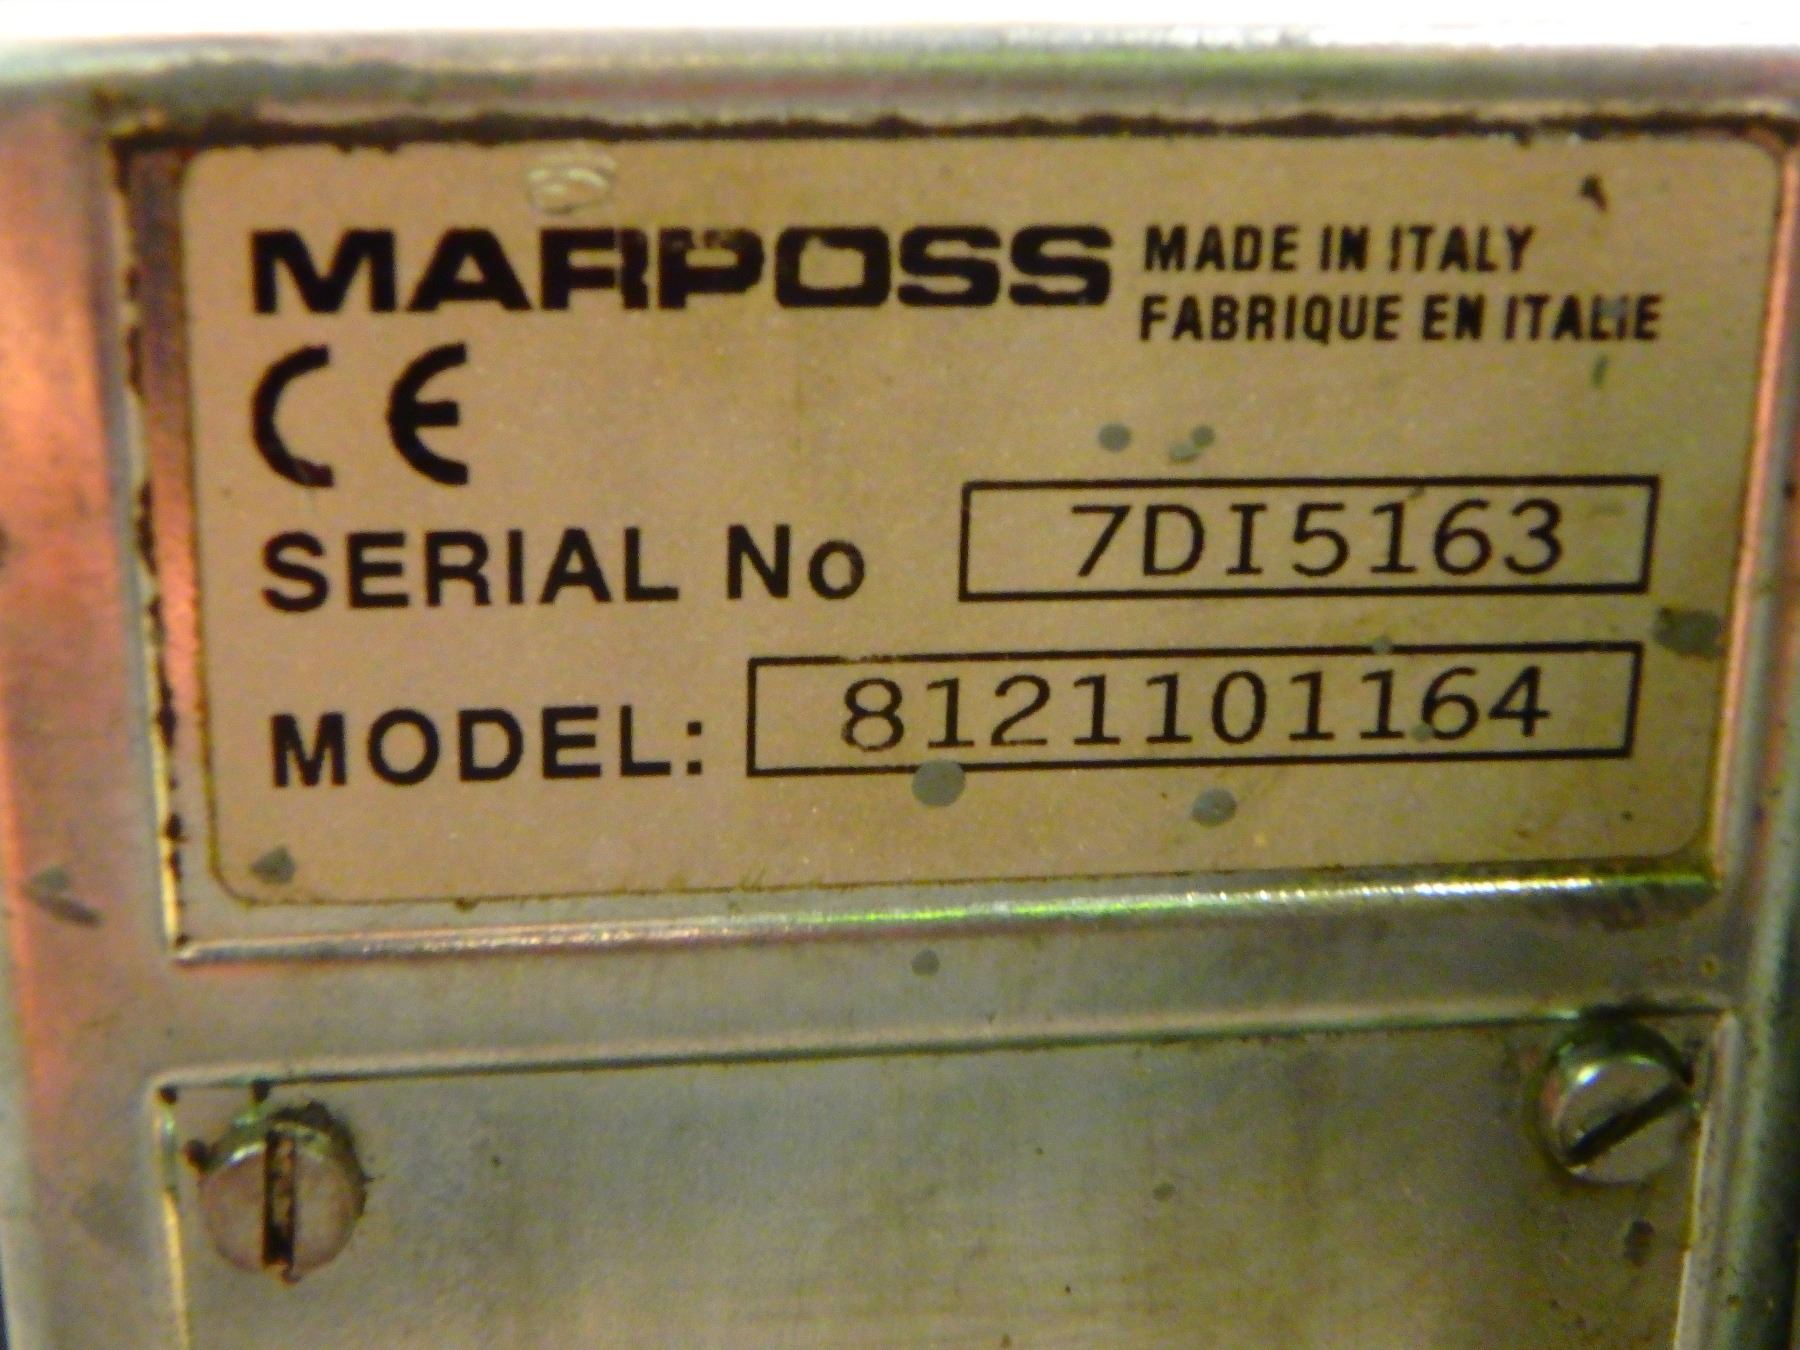 MARPOSS MADE IN ITALY
FABRIQUE EN ITALIE
CE
SERIAL No 7DI5163
MODEL: 8121101164